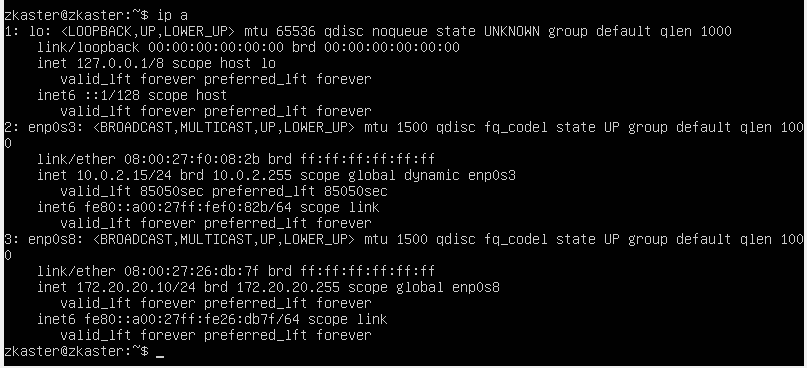 zkaster@zkaster:~$ ip a
1: lo: <LOOPBACK,UP,LOWER_UP> mtu 65536 qdisc noqueue state UNKNOWN group default qlen 1000
    link/loopback 00:00:00:00:00:00 brd 00:00:00:00:00:00
    inet 127.0.0.1/8 scope host lo
       valid_lft forever preferred_lft forever
    inet6 ::1/128 scope host
       valid_lft forever preferred_lft forever
2: enp0s3: <BROADCAST,MULTICAST,UP,LOWER_UP> mtu 1500 qdisc fq_codel state UP group default qlen 100
0
    link/ether 08:00:27:f0:08:2b brd ff:ff:ff:ff:ff:ff
    inet 10.0.2.15/24 brd 10.0.2.255 scope global dynamic enp0s3
       valid_lft 85050sec preferred_lft 85050sec
    inet6 fe80::a00:27ff:fef0:82b/64 scope link
       valid_lft forever preferred_lft forever
3: enp0s8: <BROADCAST,MULTICAST,UP,LOWER_UP> mtu 1500 qdisc fq_codel state UP group default qlen 100
0
    link/ether 08:00:27:26:db:7f brd ff:ff:ff:ff:ff:ff
    inet 172.20.20.10/24 brd 172.20.20.255 scope global enp0s8
       valid_lft forever preferred_lft forever
    inet6 fe80::a00:27ff:fe26:db7f/64 scope link
       valid_lft forever preferred_lft forever
zkaster@zkaster:~$ _